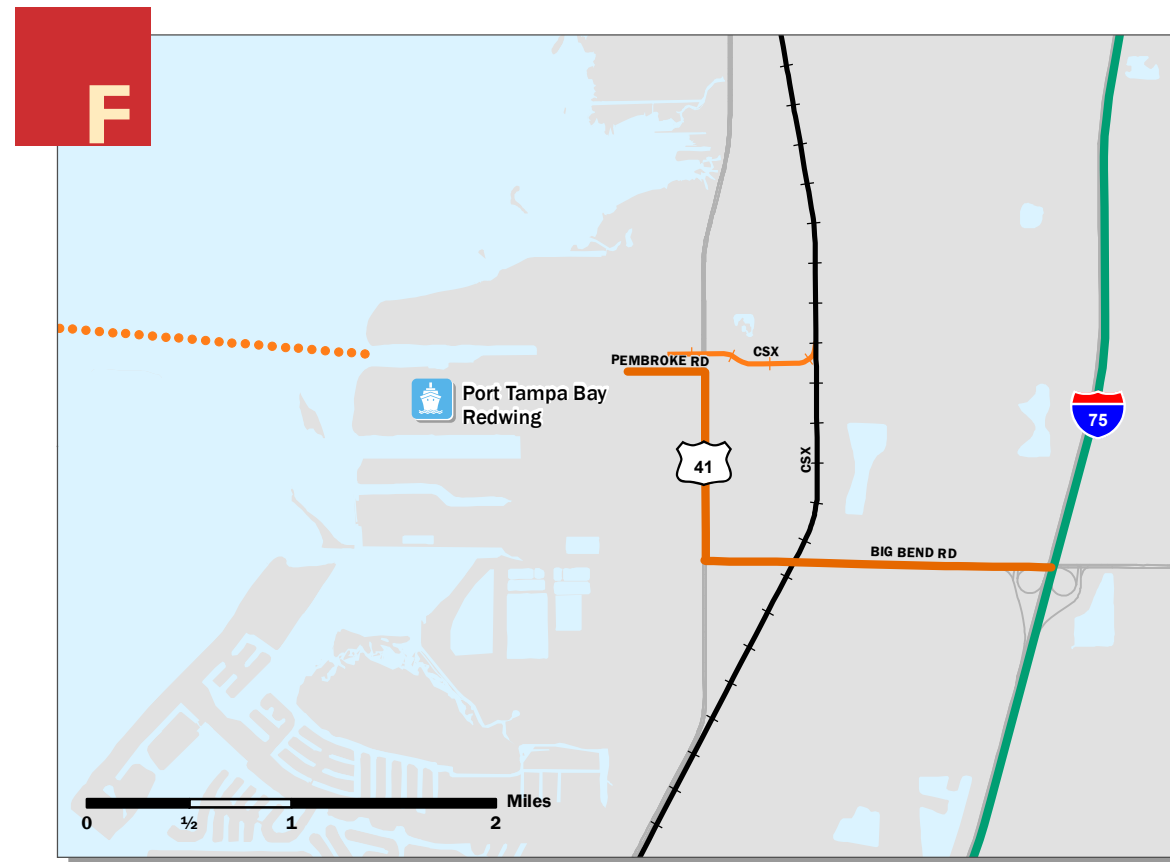 F
CSX
PEMBROKE RD
Port Tampa Bay
Redwing
75
41
CSX
BIG BEND RD
Miles
0 ½ 1 2